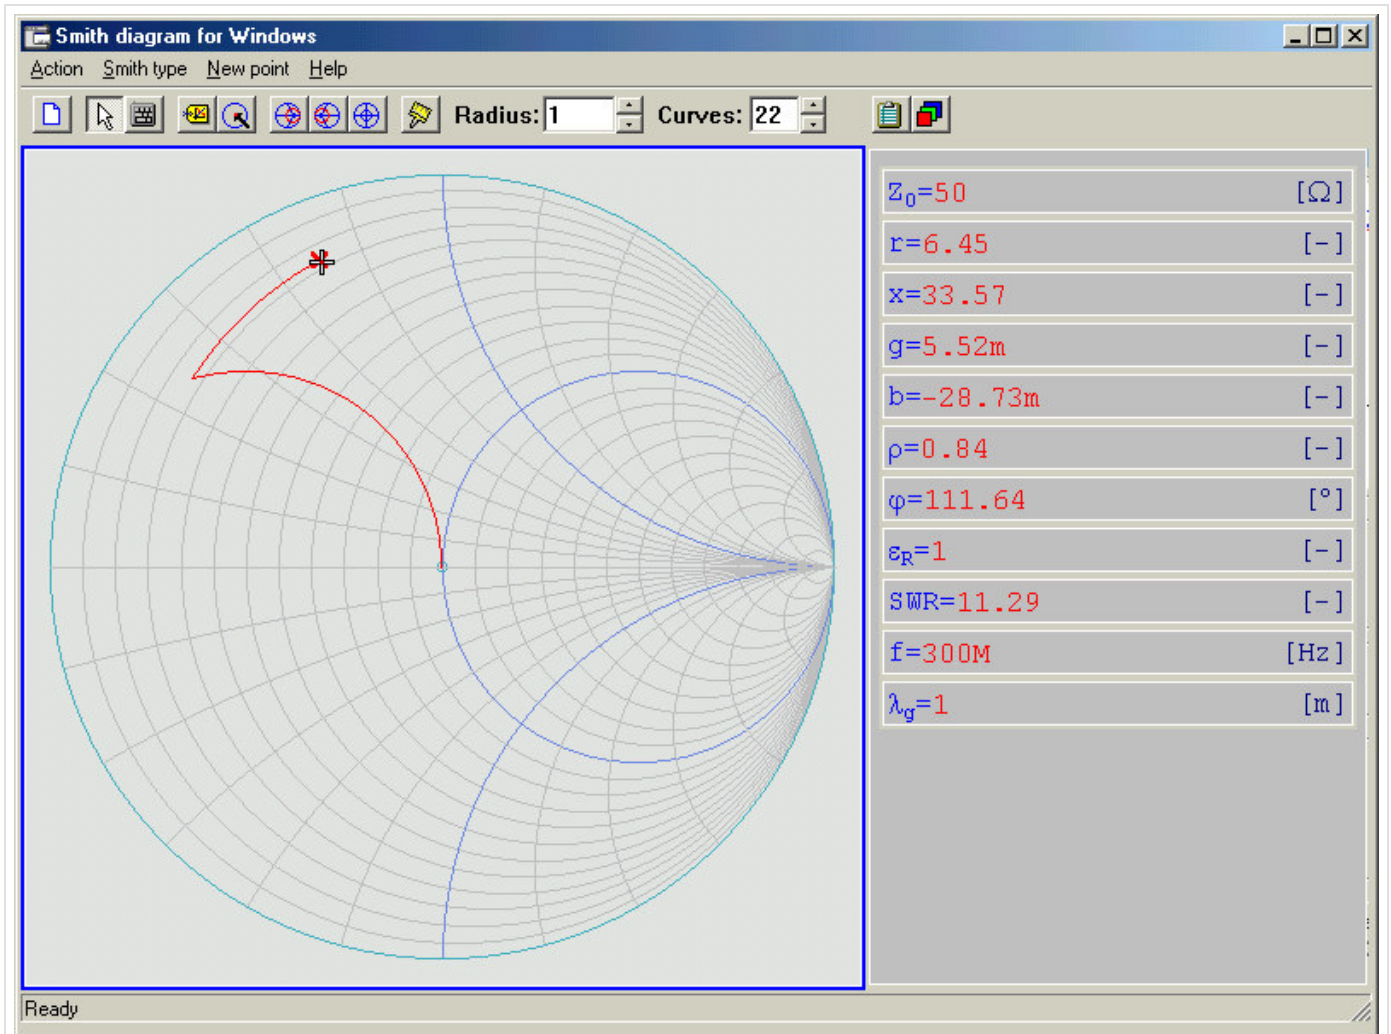 Smith diagram for Windows
Action Smith type New point Help
Radius: 1 Curves: 22
Z₀=50 [Ω]
r=6.45 [-]
x=33.57 [-]
g=5.52m [-]
b=-28.73m [-]
ρ=0.84 [-]
φ=111.64 [°]
εR=1 [-]
SWR=11.29 [-]
f=300M [Hz]
λg=1 [m]
Ready